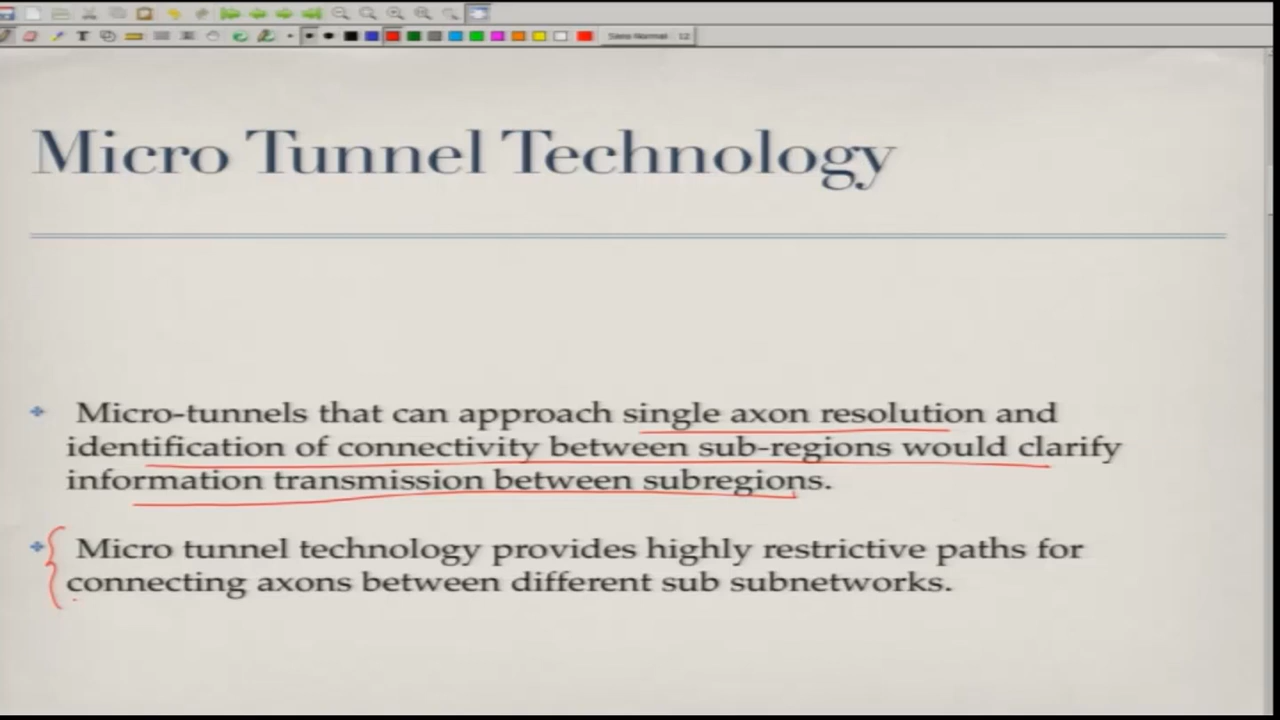 Micro Tunnel Technology
Micro-tunnels that can approach single axon resolution and
identification of connectivity between sub-regions would clarify
information transmission between subregions.
Micro tunnel technology provides highly restrictive paths for
connecting axons between different sub subnetworks.